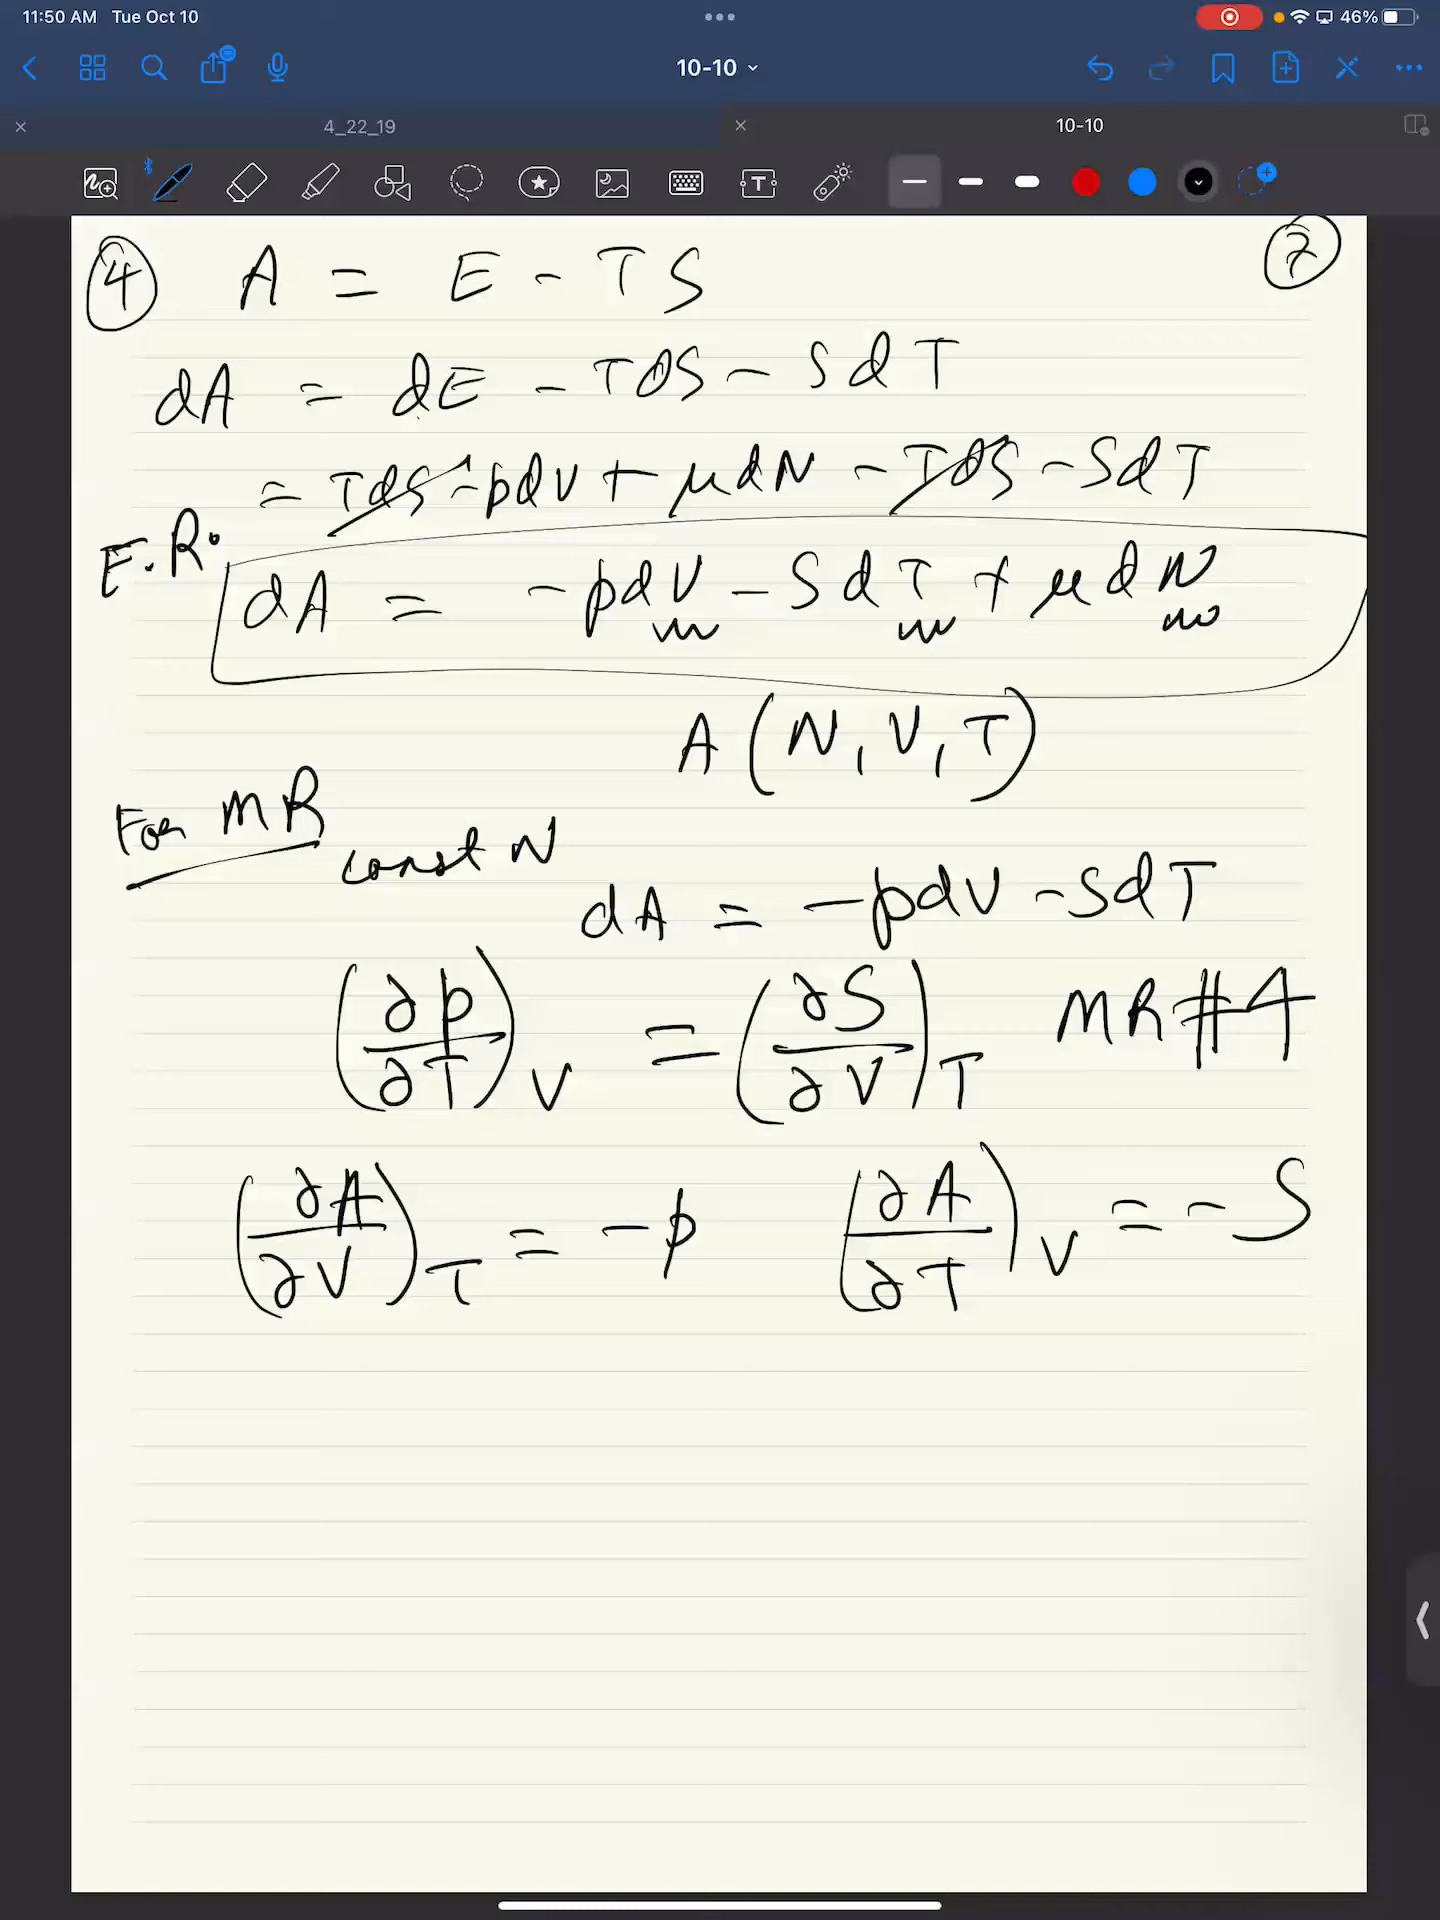 11:50 AM Tue Oct 10 46%
10-10
4_22_19 10-10
④ A = E - TS
dA = dE - TdS - SdT
= TdS - pdV + μdN - TdS - SdT
E.R.
dA = -pdV - SdT + μdN
A (N, V, T)
For MR
const N
dA = -pdV - SdT
(∂p/∂T)_V = (∂S/∂V)_T MR #4
(∂A/∂V)_T = -p (∂A/∂T)_V = -S